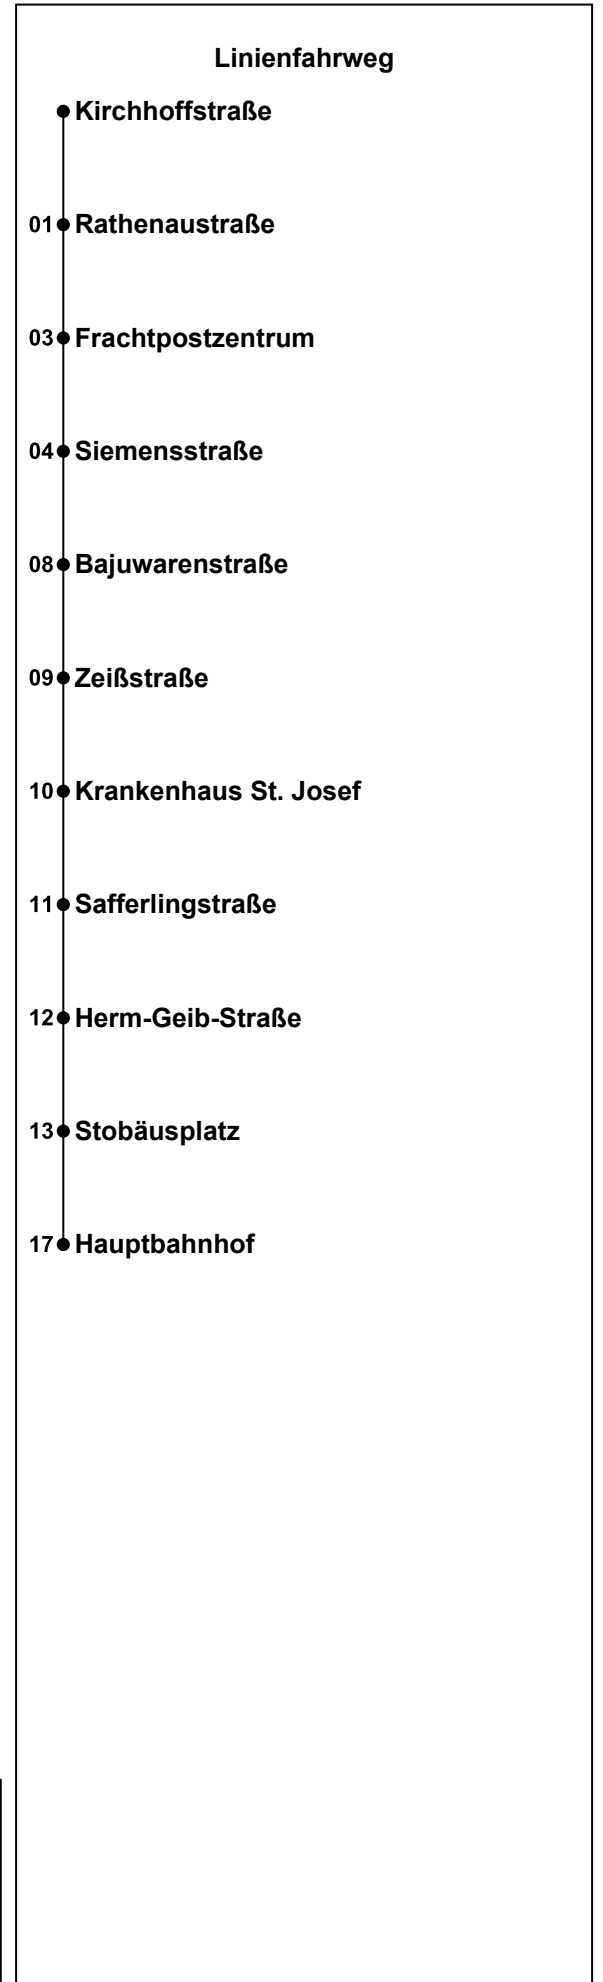 Linienfahrweg
Kirchhoffstraße
01 Rathenaustraße
03 Frachtpostzentrum
04 Siemensstraße
08 Bajuwarenstraße
09 Zeißstraße
10 Krankenhaus St. Josef
11 Safferlingstraße
12 Herm-Geib-Straße
13 Stobäusplatz
17 Hauptbahnhof